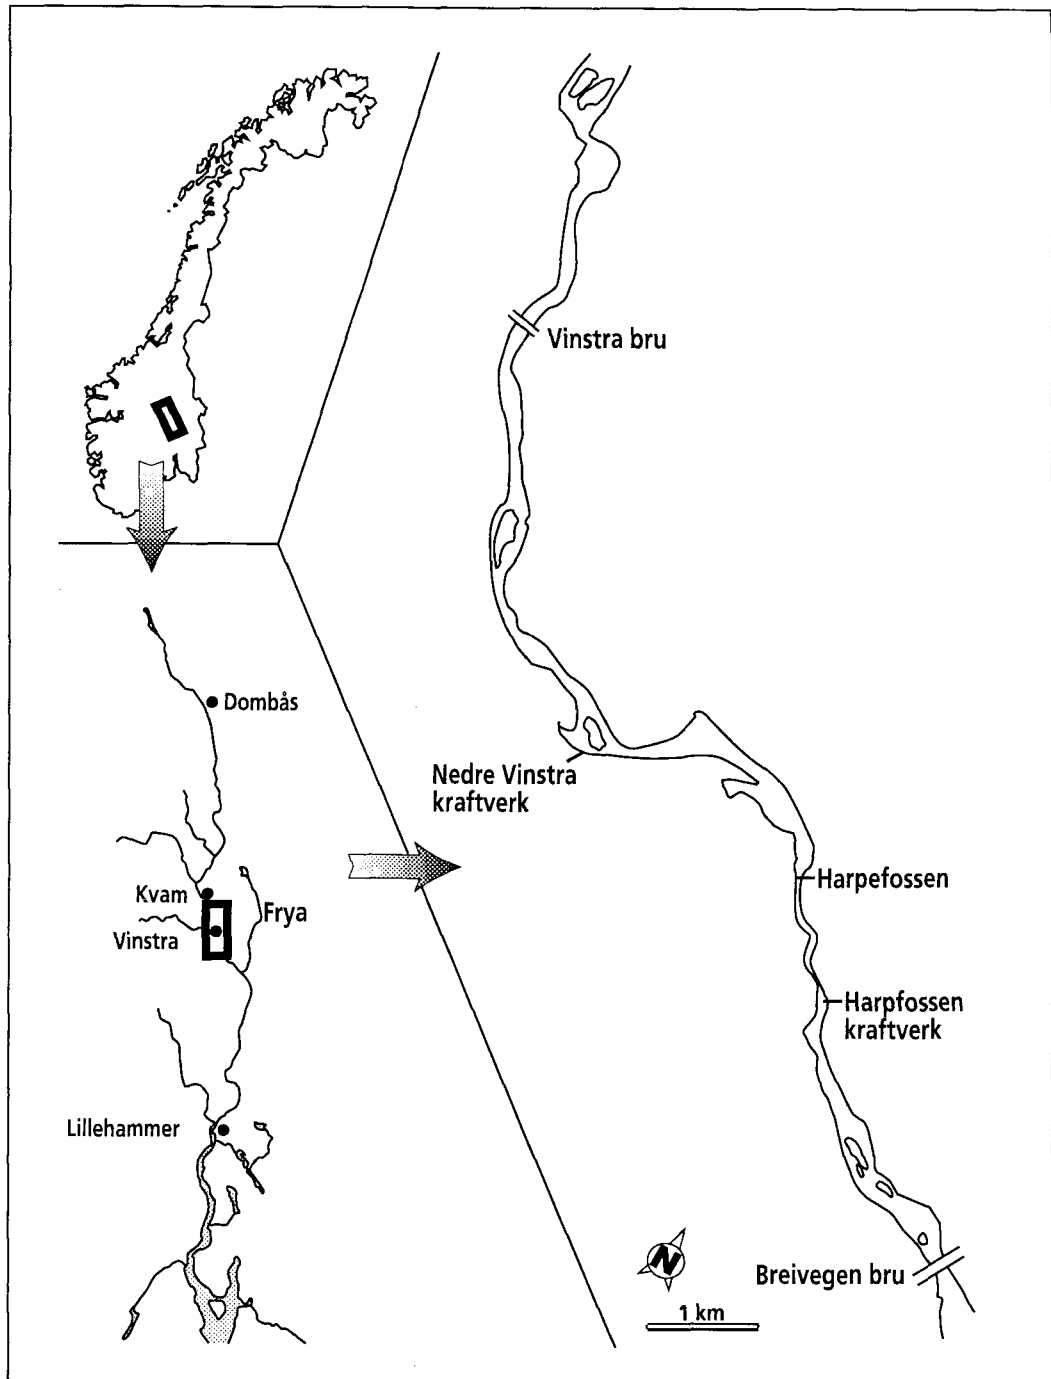 Vinstra bru
Dombås
Nedre Vinstra
kraftverk
Harpefossen
Kvam
Frya
Vinstra
Harpfossen
kraftverk
Lillehammer
N
Breivegen bru
1 km